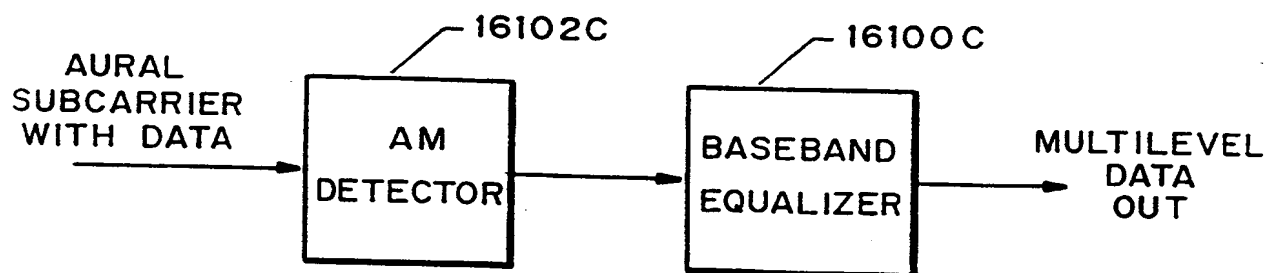 16102C
16100C
AURAL
SUBCARRIER
WITH DATA
AM
DETECTOR
BASEBAND
EQUALIZER
MULTILEVEL
DATA
OUT